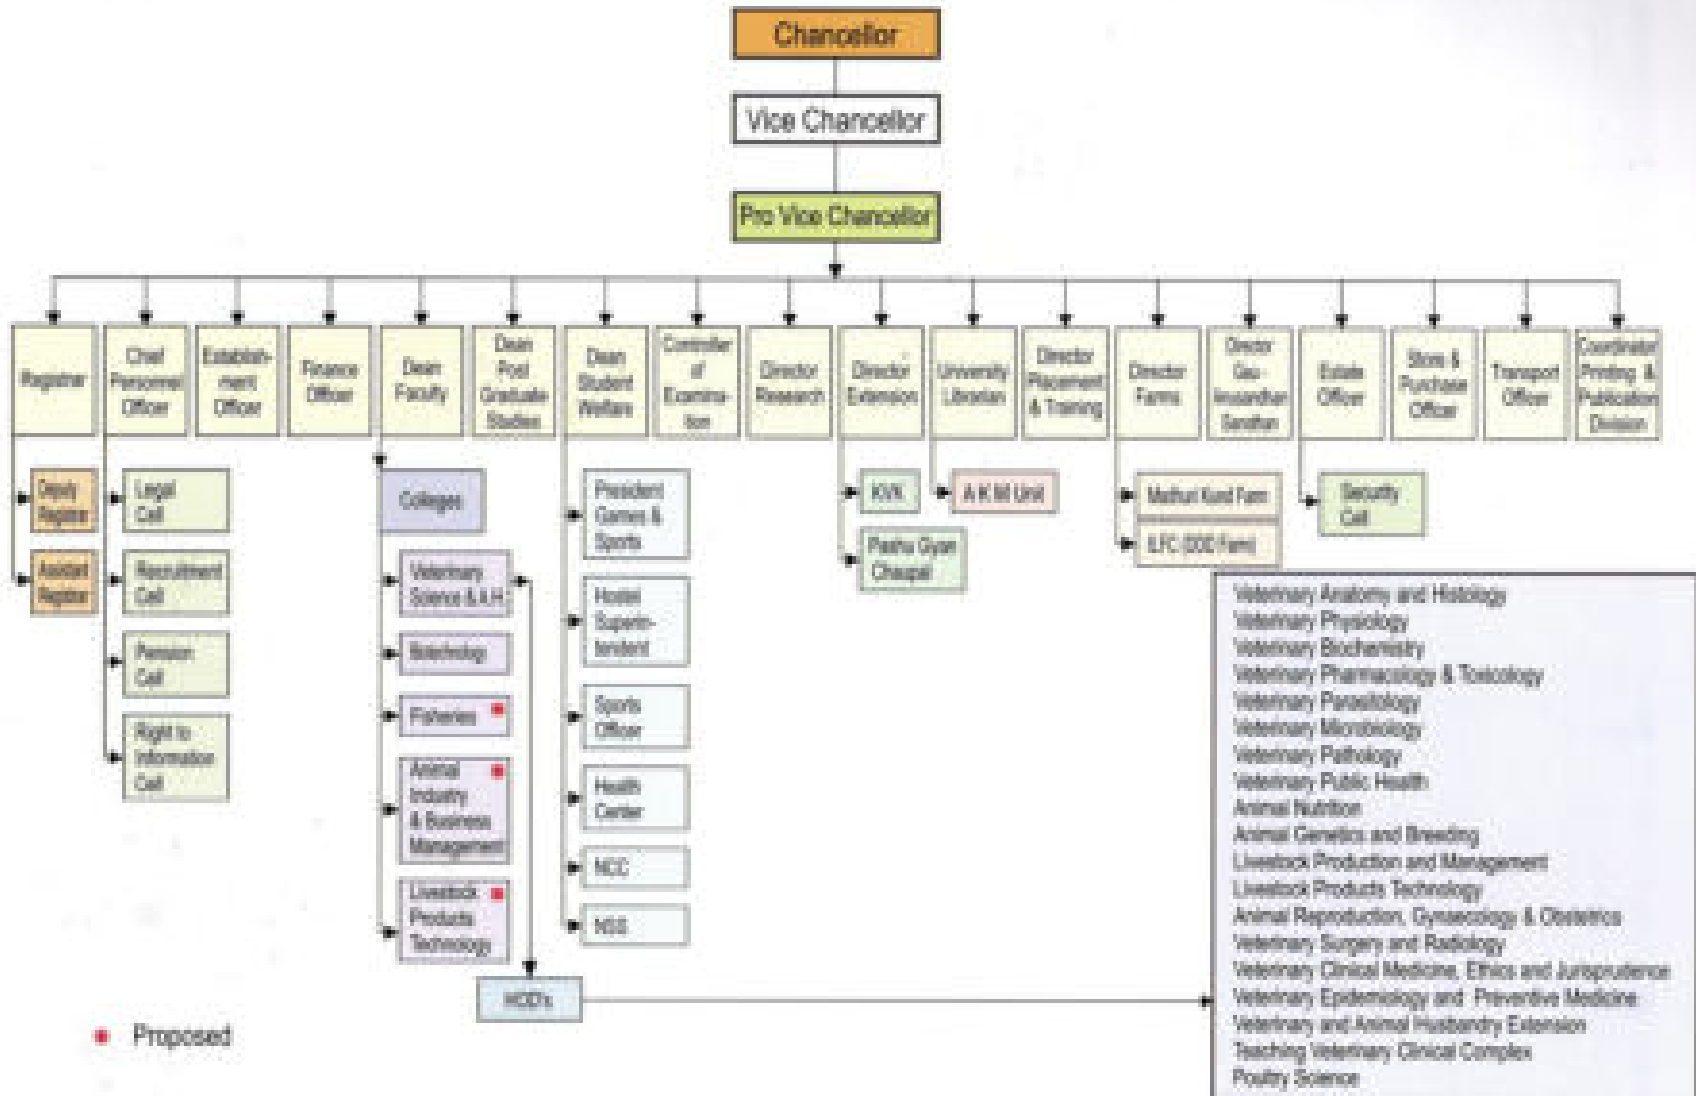 Chancellor
Vice Chancellor
Pro Vice Chancellor
Registrar
Chief
Personnel
Officer
Establish-
ment
Officer
Finance
Officer
Dean
Faculty
Dean
Post
Graduate
Studies
Dean
Student
Welfare
Controller
of
Examina-
tion
Director
Research
Director
Extension
University
Librarian
Director
Placement
& Training
Director
Farms
Director
Gau-
Sansthan
Estate
Officer
Store &
Purchase
Officer
Transport
Officer
Coordinator
Printing &
Publication
Division
Deputy
Registrar
Assistant
Registrar
Legal
Cell
Recruitment
Cell
Pension
Cell
Right to
Information
Cell
Colleges
Veterinary
Science & A.H.
Biotechnology
Fisheries
Animal
Industry
& Business
Management
Livestock
Products
Technology
HOD's
President
Games &
Sports
Hostel
Superin-
tendent
Sports
Officer
Health
Center
NCC
NSS
KVK
Pashu Gyan
Chaupal
A K M Unit
Madhuri Kund Farm
ILFC (DDD Farm)
Security
Cell
Veterinary Anatomy and Histology
Veterinary Physiology
Veterinary Biochemistry
Veterinary Pharmacology & Toxicology
Veterinary Parasitology
Veterinary Microbiology
Veterinary Pathology
Veterinary Public Health
Animal Nutrition
Animal Genetics and Breeding
Livestock Production and Management
Livestock Products Technology
Animal Reproduction, Gynaecology & Obstetrics
Veterinary Surgery and Radiology
Veterinary Clinical Medicine, Ethics and Jurisprudence
Veterinary Epidemiology and Preventive Medicine
Veterinary and Animal Husbandry Extension
Teaching Veterinary Clinical Complex
Poultry Science
Proposed